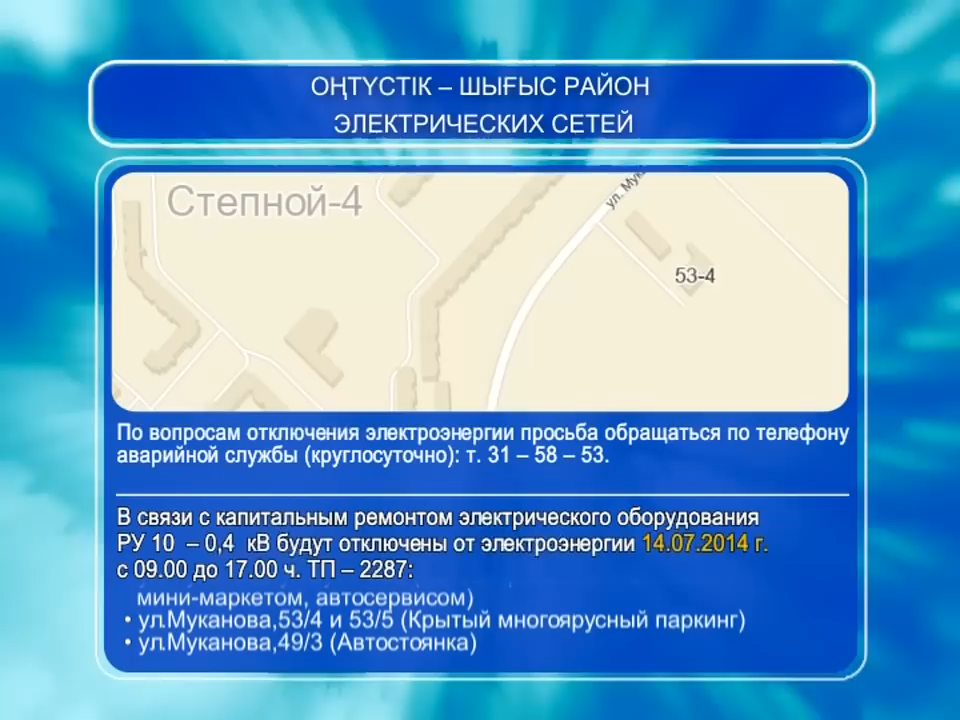 ОҢТҮСТІК – ШЫҒЫС РАЙОН
ЭЛЕКТРИЧЕСКИХ СЕТЕЙ
Степной-4
ул. Мука
53-4
По вопросам отключения электроэнергии просьба обращаться по телефону
аварийной службы (круглосуточно): т. 31 – 58 – 53.
В связи с капитальным ремонтом электрического оборудования
РУ 10 – 0,4 кВ будут отключены от электроэнергии 14.07.2014 г.
с 09.00 до 17.00 ч. ТП – 2287:
мини-маркетом, автосервисом)
• ул.Муканова,53/4 и 53/5 (Крытый многоярусный паркинг)
• ул.Муканова,49/3 (Автостоянка)